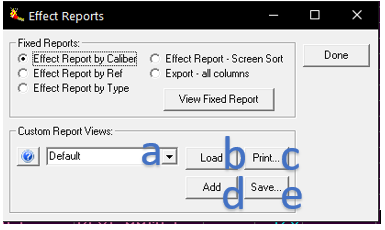 Effect Reports
Fixed Reports:
Effect Report by Caliber
Effect Report - Screen Sort
Done
Effect Report by Ref
Export - all columns
Effect Report by Type
View Fixed Report
Custom Report Views:
? Default a Load b Print... c
Add d Save... e